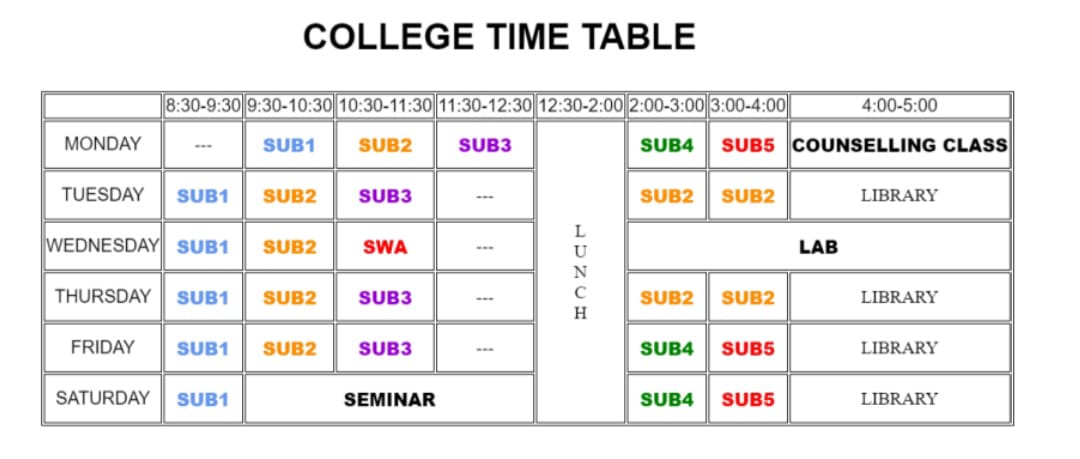 COLLEGE TIME TABLE
8:30-9:30 9:30-10:30 10:30-11:30 11:30-12:30 12:30-2:00 2:00-3:00 3:00-4:00 4:00-5:00
MONDAY --- SUB1 SUB2 SUB3 SUB4 SUB5 COUNSELLING CLASS
TUESDAY SUB1 SUB2 SUB3 --- SUB2 SUB2 LIBRARY
WEDNESDAY SUB1 SUB2 SWA --- LAB
THURSDAY SUB1 SUB2 SUB3 --- SUB2 SUB2 LIBRARY
FRIDAY SUB1 SUB2 SUB3 --- SUB4 SUB5 LIBRARY
SATURDAY SUB1 SEMINAR SUB4 SUB5 LIBRARY
L
U
N
C
H